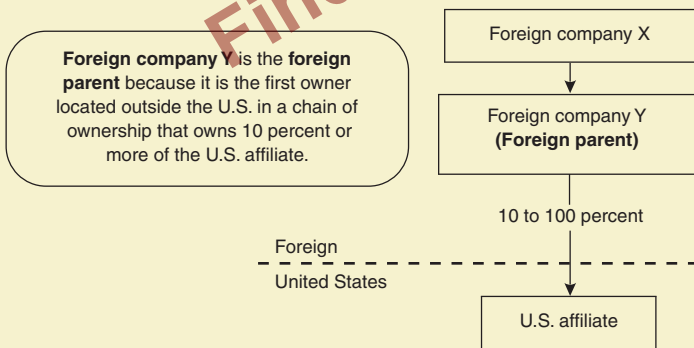 Foreign company Y is the foreign
parent because it is the first owner
located outside the U.S. in a chain of
ownership that owns 10 percent or
more of the U.S. affiliate.
Foreign company X
Foreign company Y
(Foreign parent)
10 to 100 percent
Foreign
United States
U.S. affiliate